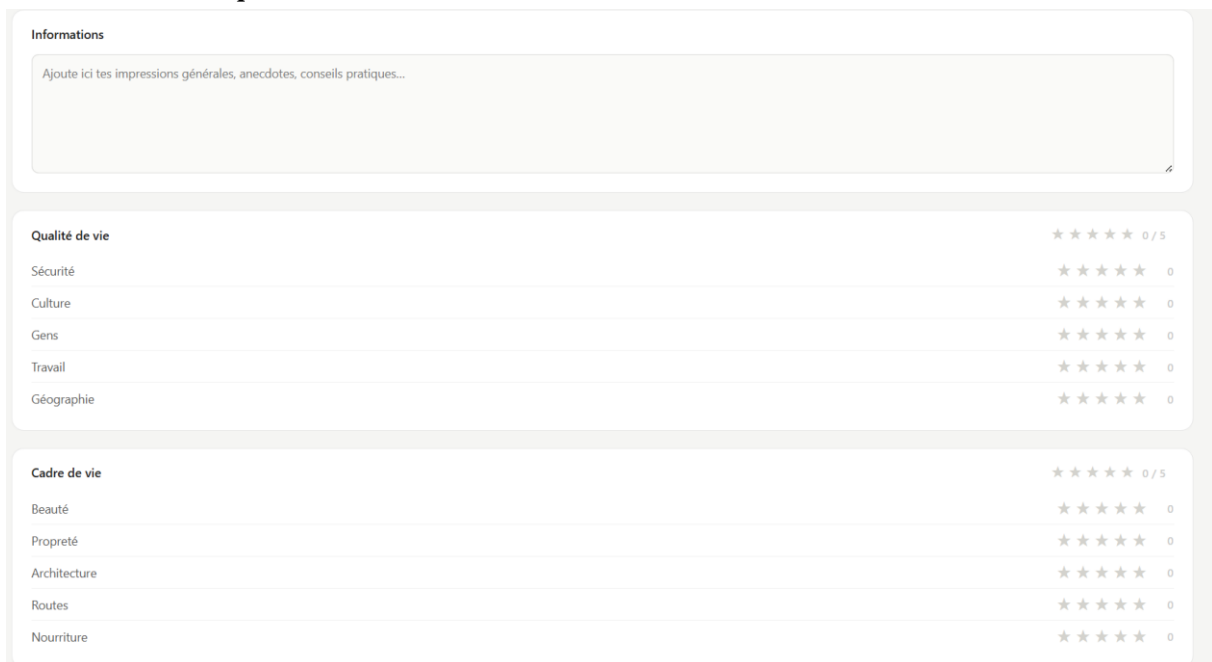 Informations
Ajoute ici tes impressions générales, anecdotes, conseils pratiques...
Qualité de vie 0 / 5
Sécurité 0
Culture 0
Gens 0
Travail 0
Géographie 0
Cadre de vie 0 / 5
Beauté 0
Propreté 0
Architecture 0
Routes 0
Nourriture 0